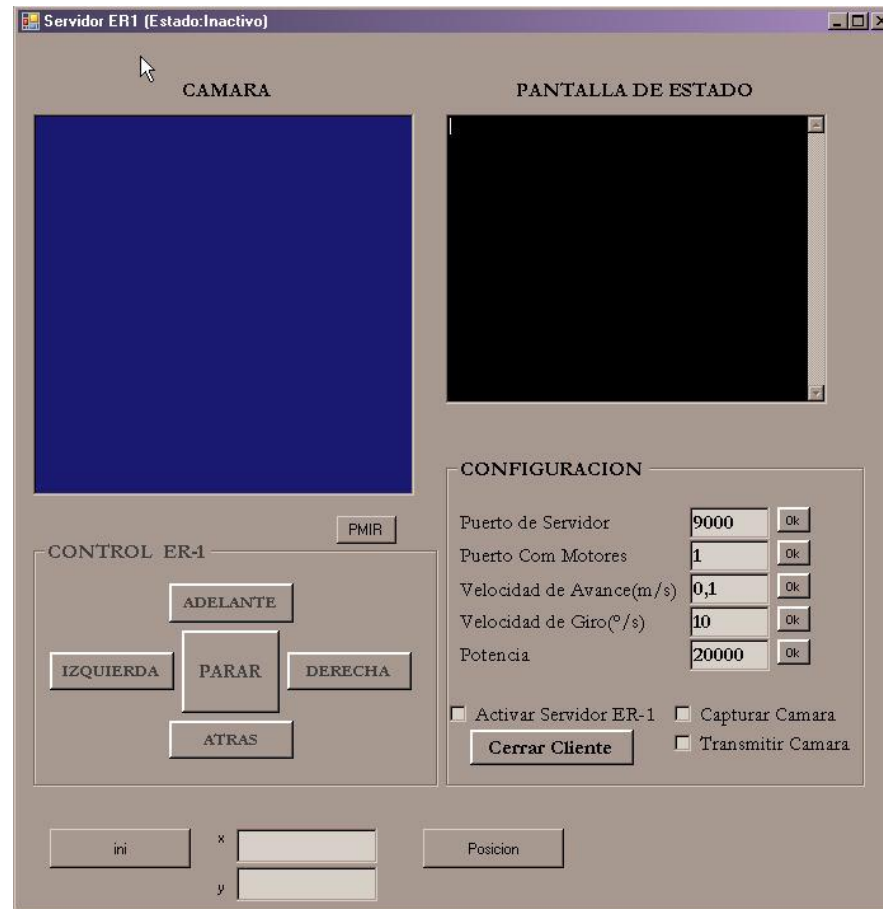 Servidor ER1 (Estado:Inactivo)
CAMARA
PANTALLA DE ESTADO
PMIR
CONTROL ER-1
ADELANTE
IZQUIERDA
PARAR
DERECHA
ATRAS
CONFIGURACION
Puerto de Servidor 9000 Ok
Puerto Com Motores 1 Ok
Velocidad de Avance(m/s) 0,1 Ok
Velocidad de Giro(º/s) 10 Ok
Potencia 20000 Ok
Activar Servidor ER-1 Capturar Camara
Cerrar Cliente Transmitir Camara
ini x Posicion
y